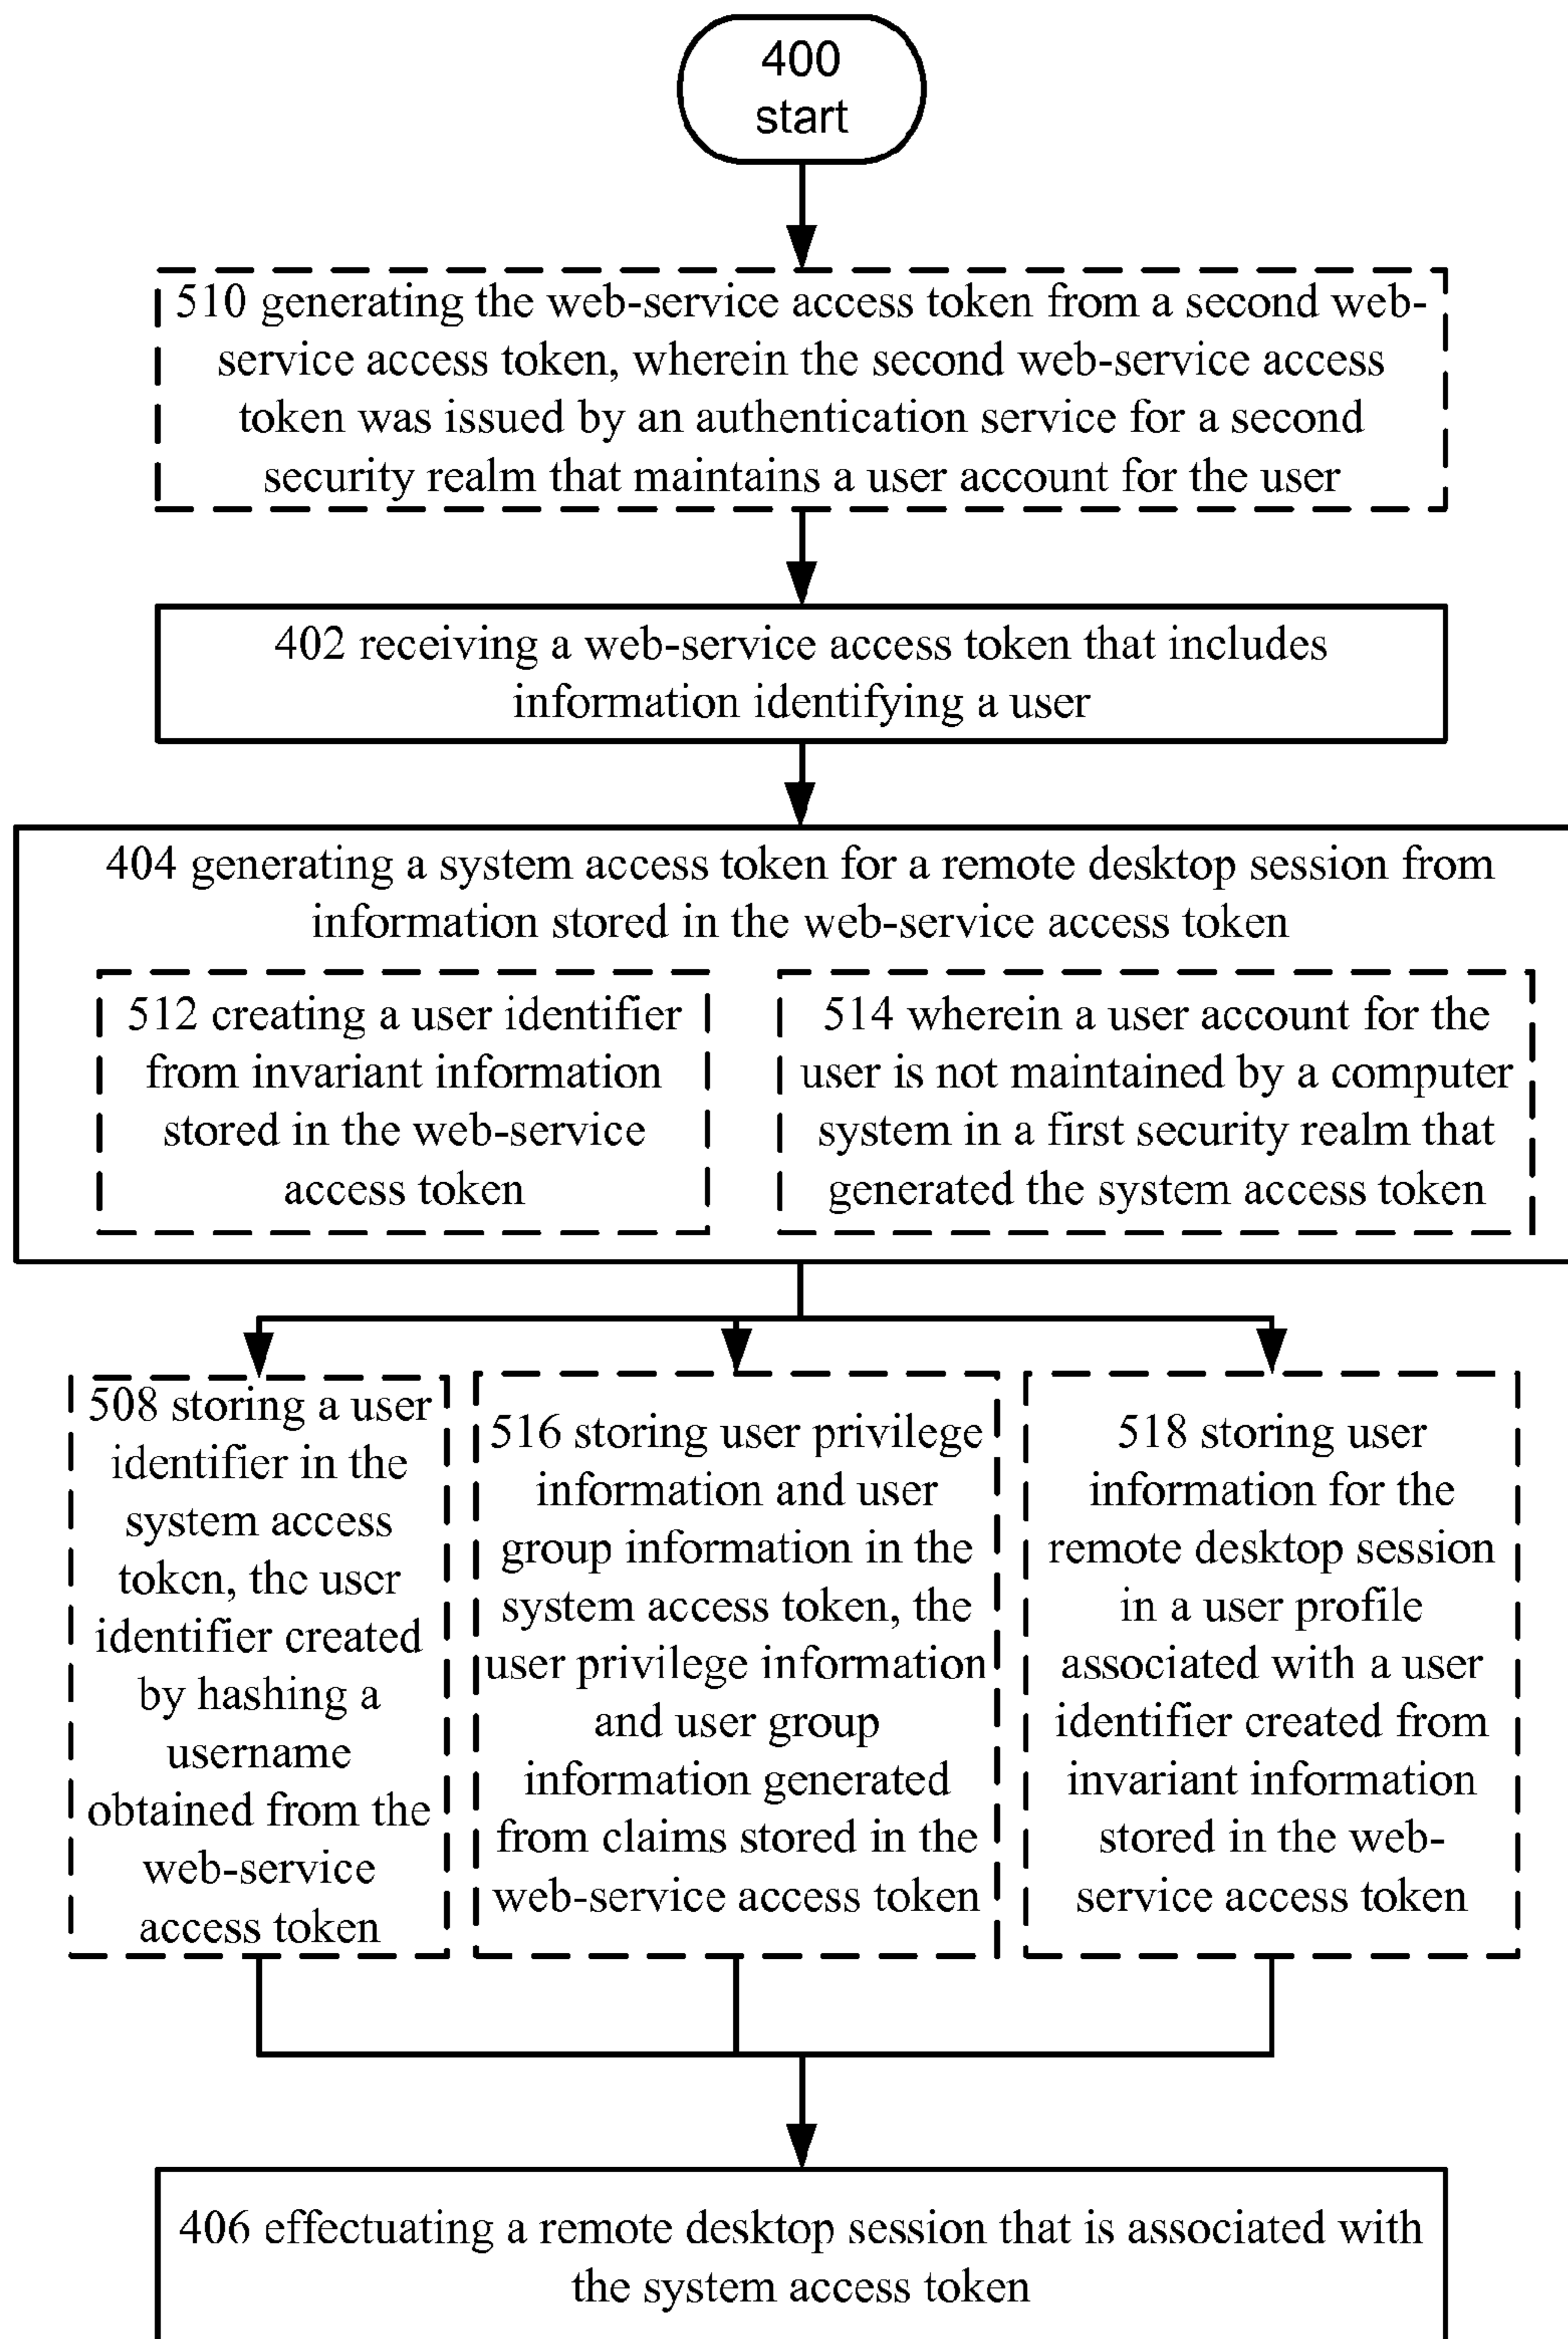 400
start
510 generating the web-service access token from a second web-
service access token, wherein the second web-service access
token was issued by an authentication service for a second
security realm that maintains a user account for the user
402 receiving a web-service access token that includes
information identifying a user
404 generating a system access token for a remote desktop session from
information stored in the web-service access token
512 creating a user identifier
from invariant information
stored in the web-service
access token
514 wherein a user account for the
user is not maintained by a computer
system in a first security realm that
generated the system access token
508 storing a user
identifier in the
system access
token, the user
identifier created
by hashing a
username
obtained from the
web-service
access token
516 storing user privilege
information and user
group information in the
system access token, the
user privilege information
and user group
information generated
from claims stored in the
web-service access token
518 storing user
information for the
remote desktop session
in a user profile
associated with a user
identifier created from
invariant information
stored in the web-
service access token
406 effectuating a remote desktop session that is associated with
the system access token